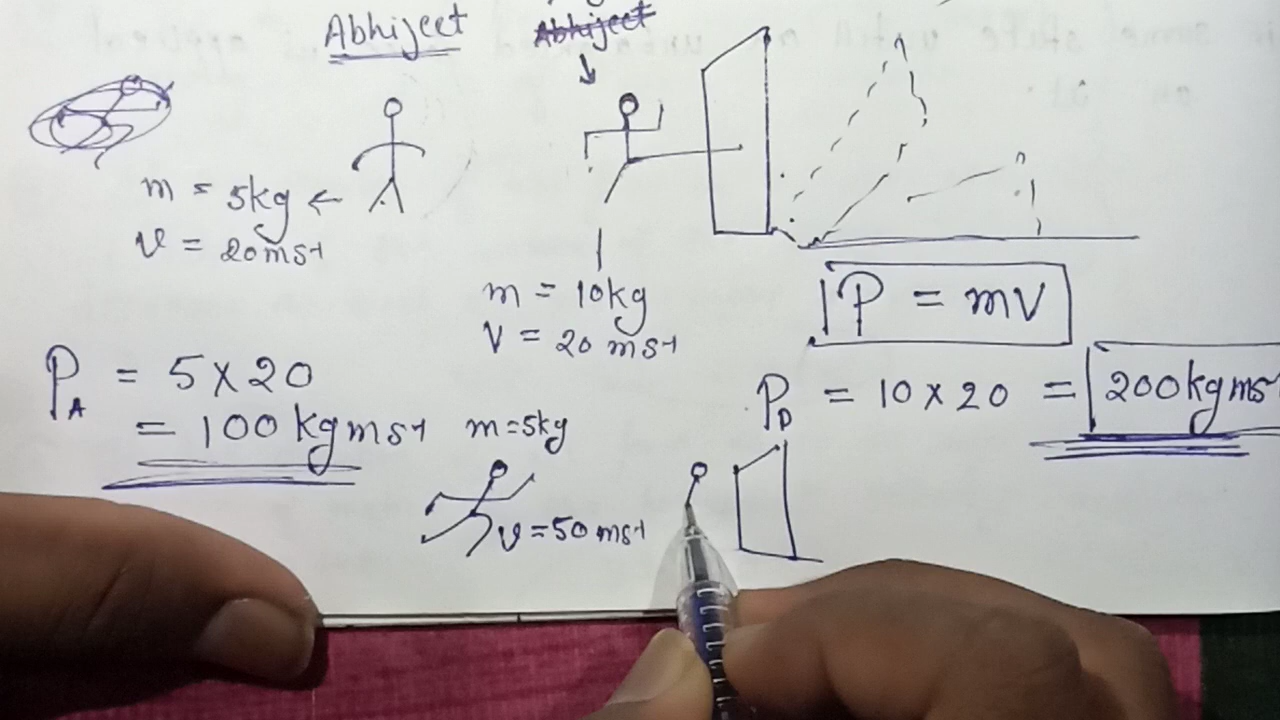 Abhijeet
Abhijeet
m = 5kg ←
v = 20ms-1
m = 10kg
V = 20 ms-1
P = mV
PA = 5 x 20
= 100 kgms-1
PD = 10 x 20 = 200kgms
m=5kg
v = 50 ms-1